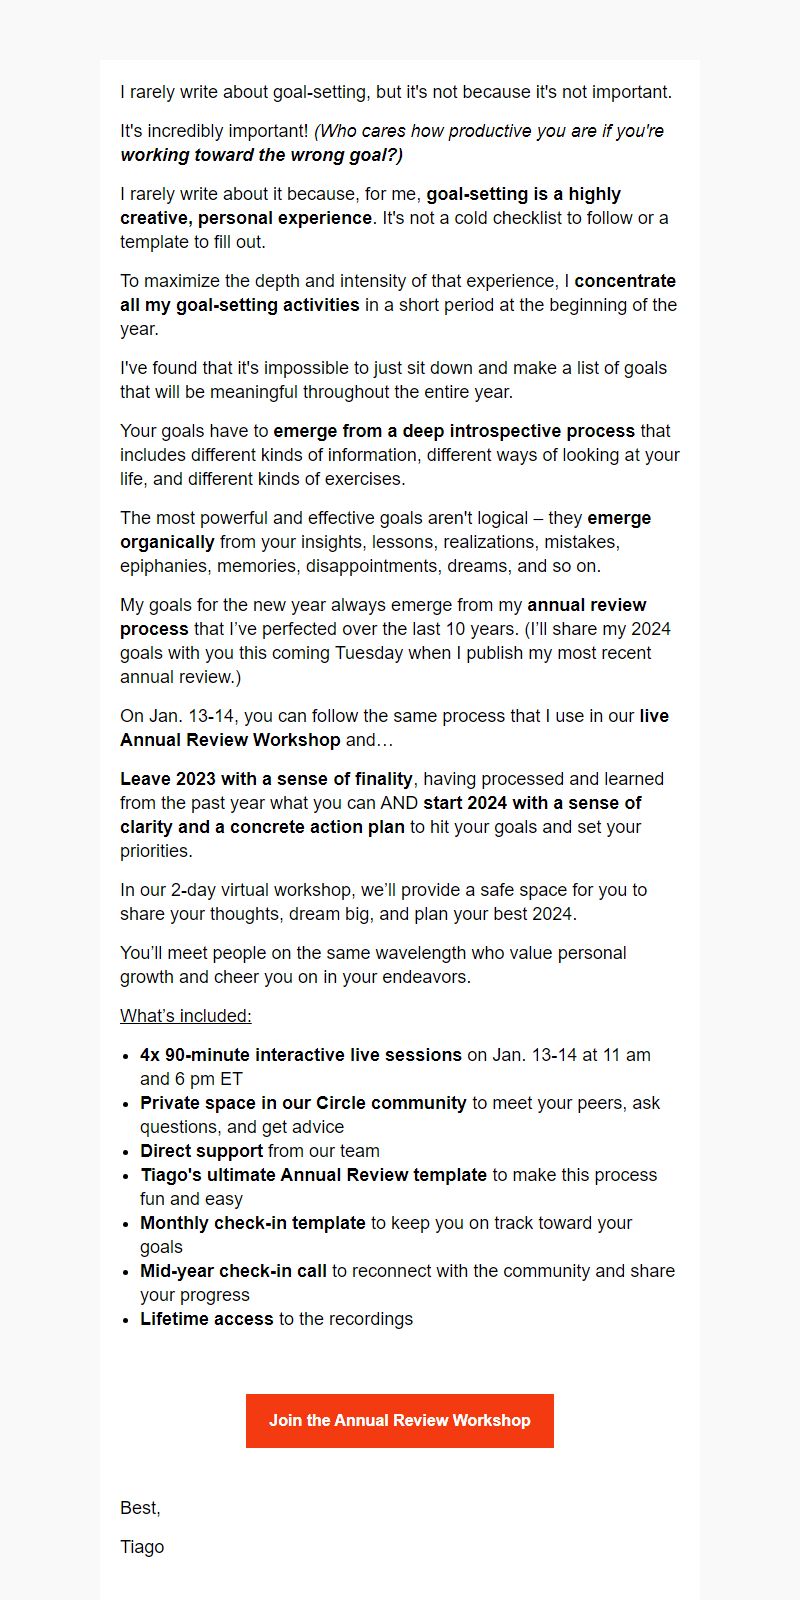 I rarely write about goal-setting, but it's not because it's not important.
It's incredibly important! (Who cares how productive you are if you're
working toward the wrong goal?)
I rarely write about it because, for me, goal-setting is a highly
creative, personal experience. It's not a cold checklist to follow or a
template to fill out.
To maximize the depth and intensity of that experience, I concentrate
all my goal-setting activities in a short period at the beginning of the
year.
I've found that it's impossible to just sit down and make a list of goals
that will be meaningful throughout the entire year.
Your goals have to emerge from a deep introspective process that
includes different kinds of information, different ways of looking at your
life, and different kinds of exercises.
The most powerful and effective goals aren't logical – they emerge
organically from your insights, lessons, realizations, mistakes,
epiphanies, memories, disappointments, dreams, and so on.
My goals for the new year always emerge from my annual review
process that I’ve perfected over the last 10 years. (I’ll share my 2024
goals with you this coming Tuesday when I publish my most recent
annual review.)
On Jan. 13-14, you can follow the same process that I use in our live
Annual Review Workshop and…
Leave 2023 with a sense of finality, having processed and learned
from the past year what you can AND start 2024 with a sense of
clarity and a concrete action plan to hit your goals and set your
priorities.
In our 2-day virtual workshop, we’ll provide a safe space for you to
share your thoughts, dream big, and plan your best 2024.
You’ll meet people on the same wavelength who value personal
growth and cheer you on in your endeavors.
What’s included:
• 4x 90-minute interactive live sessions on Jan. 13-14 at 11 am
and 6 pm ET
• Private space in our Circle community to meet your peers, ask
questions, and get advice
• Direct support from our team
• Tiago's ultimate Annual Review template to make this process
fun and easy
• Monthly check-in template to keep you on track toward your
goals
• Mid-year check-in call to reconnect with the community and share
your progress
• Lifetime access to the recordings
Join the Annual Review Workshop
Best,
Tiago